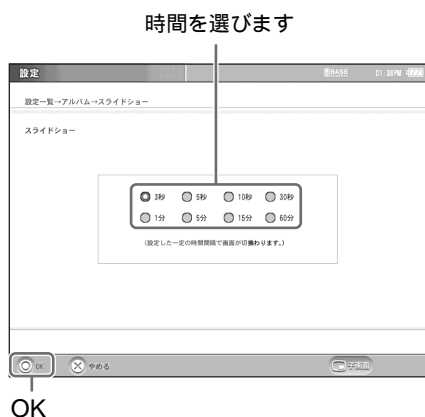 時間を選びます
設定
BASE 01:38PM
設定一覧→アルバム→スライドショー
スライドショー
3秒 5秒 10秒 30秒
1分 5分 15分 60分
(設定した一定の時間間隔で画面が切換わります。)
OK やめる 子画面
OK